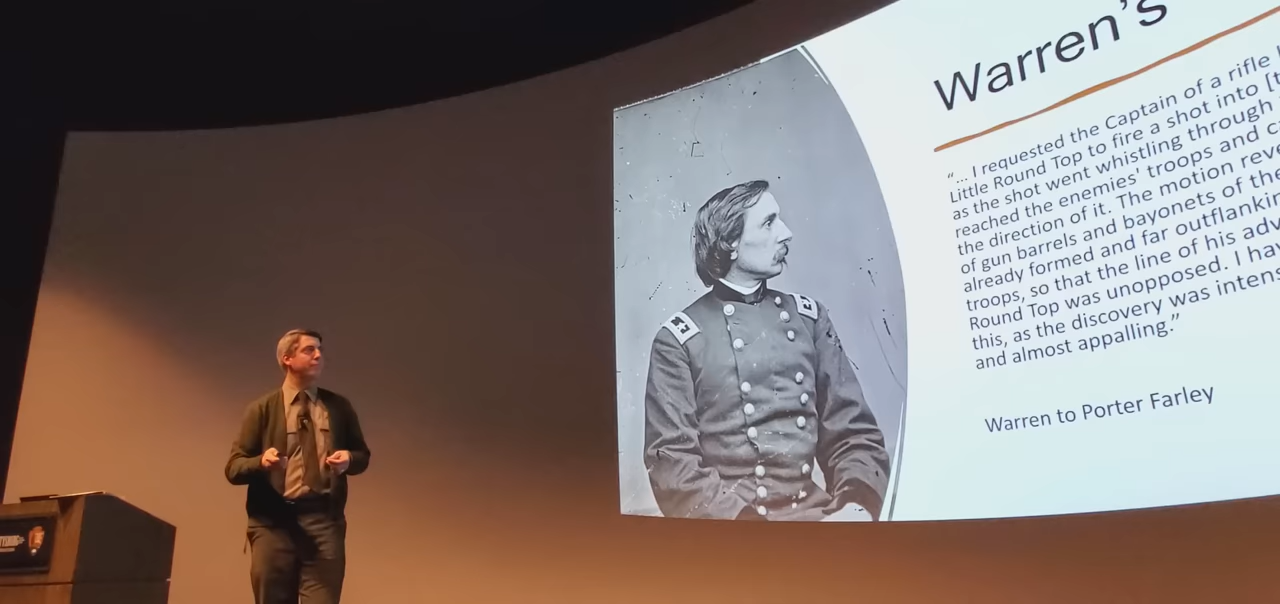 Warren's
"... I requested the Captain of a rifle
Little Round Top to fire a shot into
as the shot went whistling through
reached the enemies' troops and
the direction of it. The motion
of gun barrels and bayonets of the
already formed and far
troops, so that the line of his
Round Top was unopposed. I
this, as the discovery was
and almost appalling."
Warren to Porter Farley